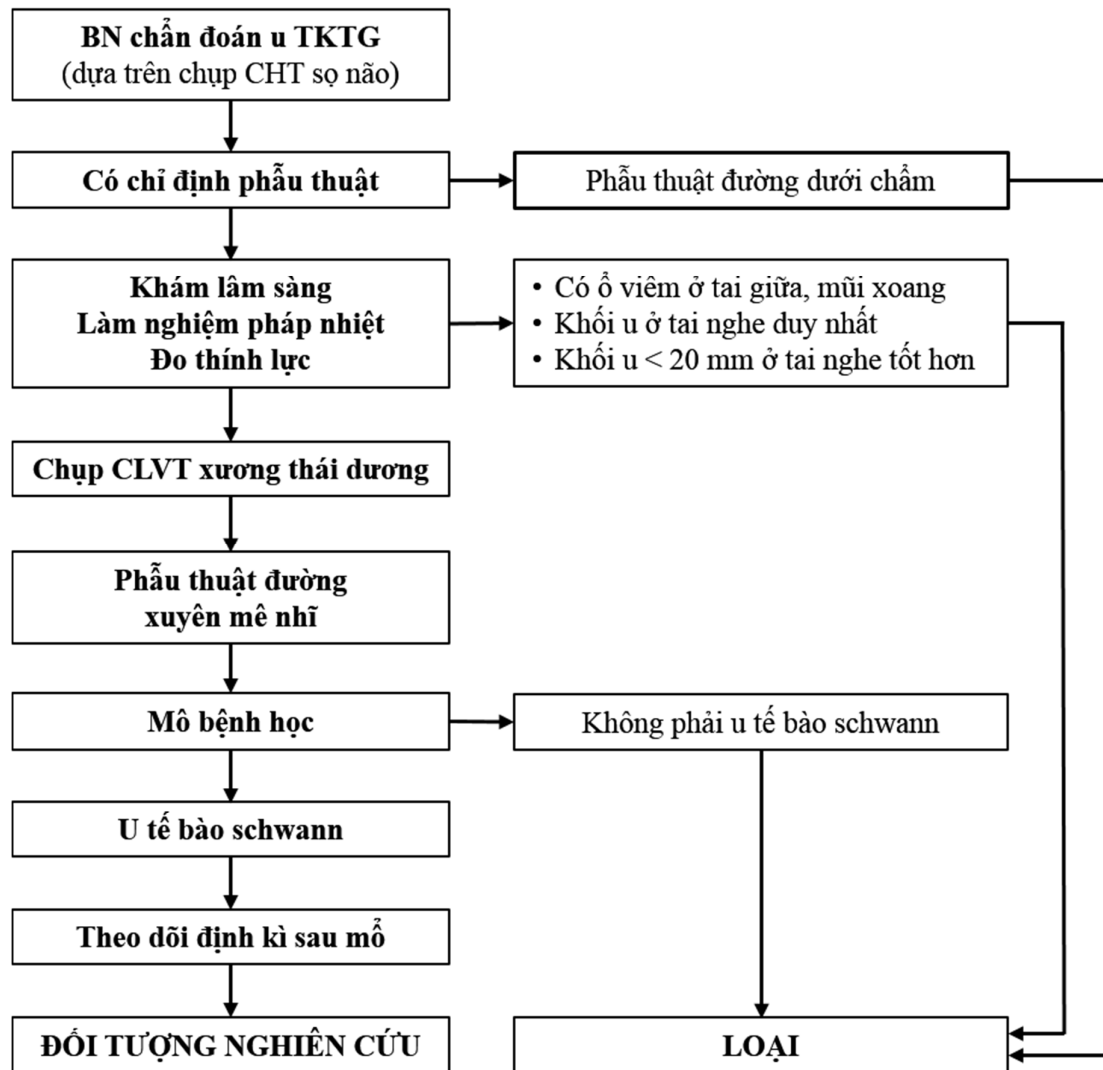 BN chẩn đoán u TKTG
(dựa trên chụp CHT sọ não)
Có chỉ định phẫu thuật
Phẫu thuật đường dưới chẩm
Khám lâm sàng
Làm nghiệm pháp nhiệt
Đo thính lực
• Có ổ viêm ở tai giữa, mũi xoang
• Khối u ở tai nghe duy nhất
• Khối u < 20 mm ở tai nghe tốt hơn
Chụp CLVT xương thái dương
Phẫu thuật đường
xuyên mê nhĩ
Mô bệnh học
Không phải u tế bào schwann
U tế bào schwann
Theo dõi định kì sau mổ
ĐỐI TƯỢNG NGHIÊN CỨU
LOẠI